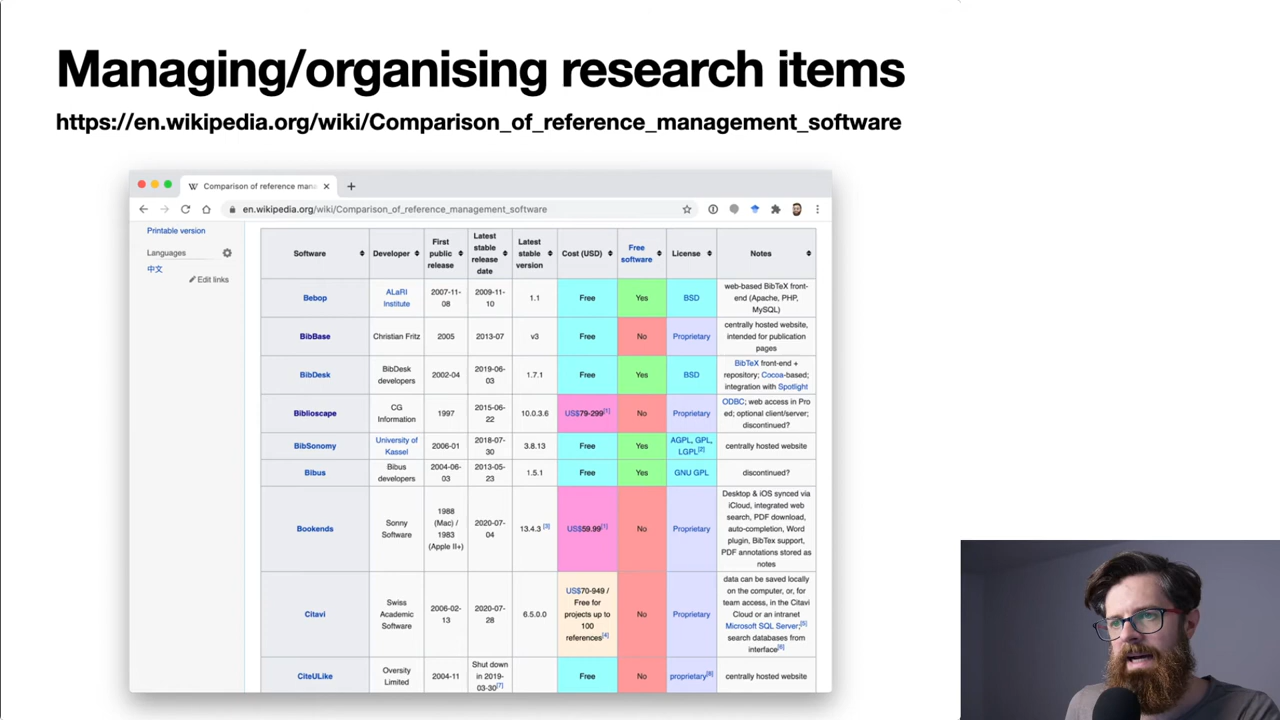 Managing/organising research items
https://en.wikipedia.org/wiki/Comparison_of_reference_management_software
Comparison of reference man
en.wikipedia.org/wiki/Comparison_of_reference_management_software
Printable version
Languages
中文
Edit links
Software
Developer
First
public
release
Latest
stable
release
date
Latest
stable
version
Cost (USD)
Free
software
License
Notes
Bebop
ALaRI
Institute
2007-11-
08
2009-11-
10
1.1
Free
Yes
BSD
web-based BibTeX front-
end (Apache, PHP,
MySQL)
BibBase
Christian Fritz
2005
2013-07
v3
Free
No
Proprietary
centrally hosted website,
intended for publication
pages
BibDesk
BibDesk
developers
2002-04
2019-06-
03
1.7.1
Free
Yes
BSD
BibTeX front-end +
repository; Cocoa-based;
integration with Spotlight
Biblioscape
CG
Information
1997
2015-06-
22
10.0.3.6
US$79-299[1]
No
Proprietary
ODBC; web access in Pro
ed; optional client/server;
discontinued?
BibSonomy
University of
Kassel
2006-01
2018-07-
30
3.8.13
Free
Yes
AGPL, GPL,
LGPL[2]
centrally hosted website
Bibus
Bibus
developers
2004-06-
03
2013-05-
23
1.5.1
Free
Yes
GNU GPL
discontinued?
Bookends
Sonny
Software
1988
(Mac) /
1983
(Apple II+)
2020-07-
04
13.4.3 [3]
US$59.99[1]
No
Proprietary
Desktop & iOS synced via
iCloud, integrated web
search, PDF download,
auto-completion, Word
plugin, BibTex support,
PDF annotations stored as
notes
Citavi
Swiss
Academic
Software
2006-02-
13
2020-07-
28
6.5.0.0
US$70-949 /
Free for
projects up to
100
references[4]
No
Proprietary
data can be saved locally
on the computer, or, for
team access, in the Citavi
Cloud or an intranet
Microsoft SQL Server;[5]
search databases from
interface[6]
CiteULike
Oversity
Limited
2004-11
Shut down
in 2019-
03-30[7]
Free
No
proprietary[8]
centrally hosted website